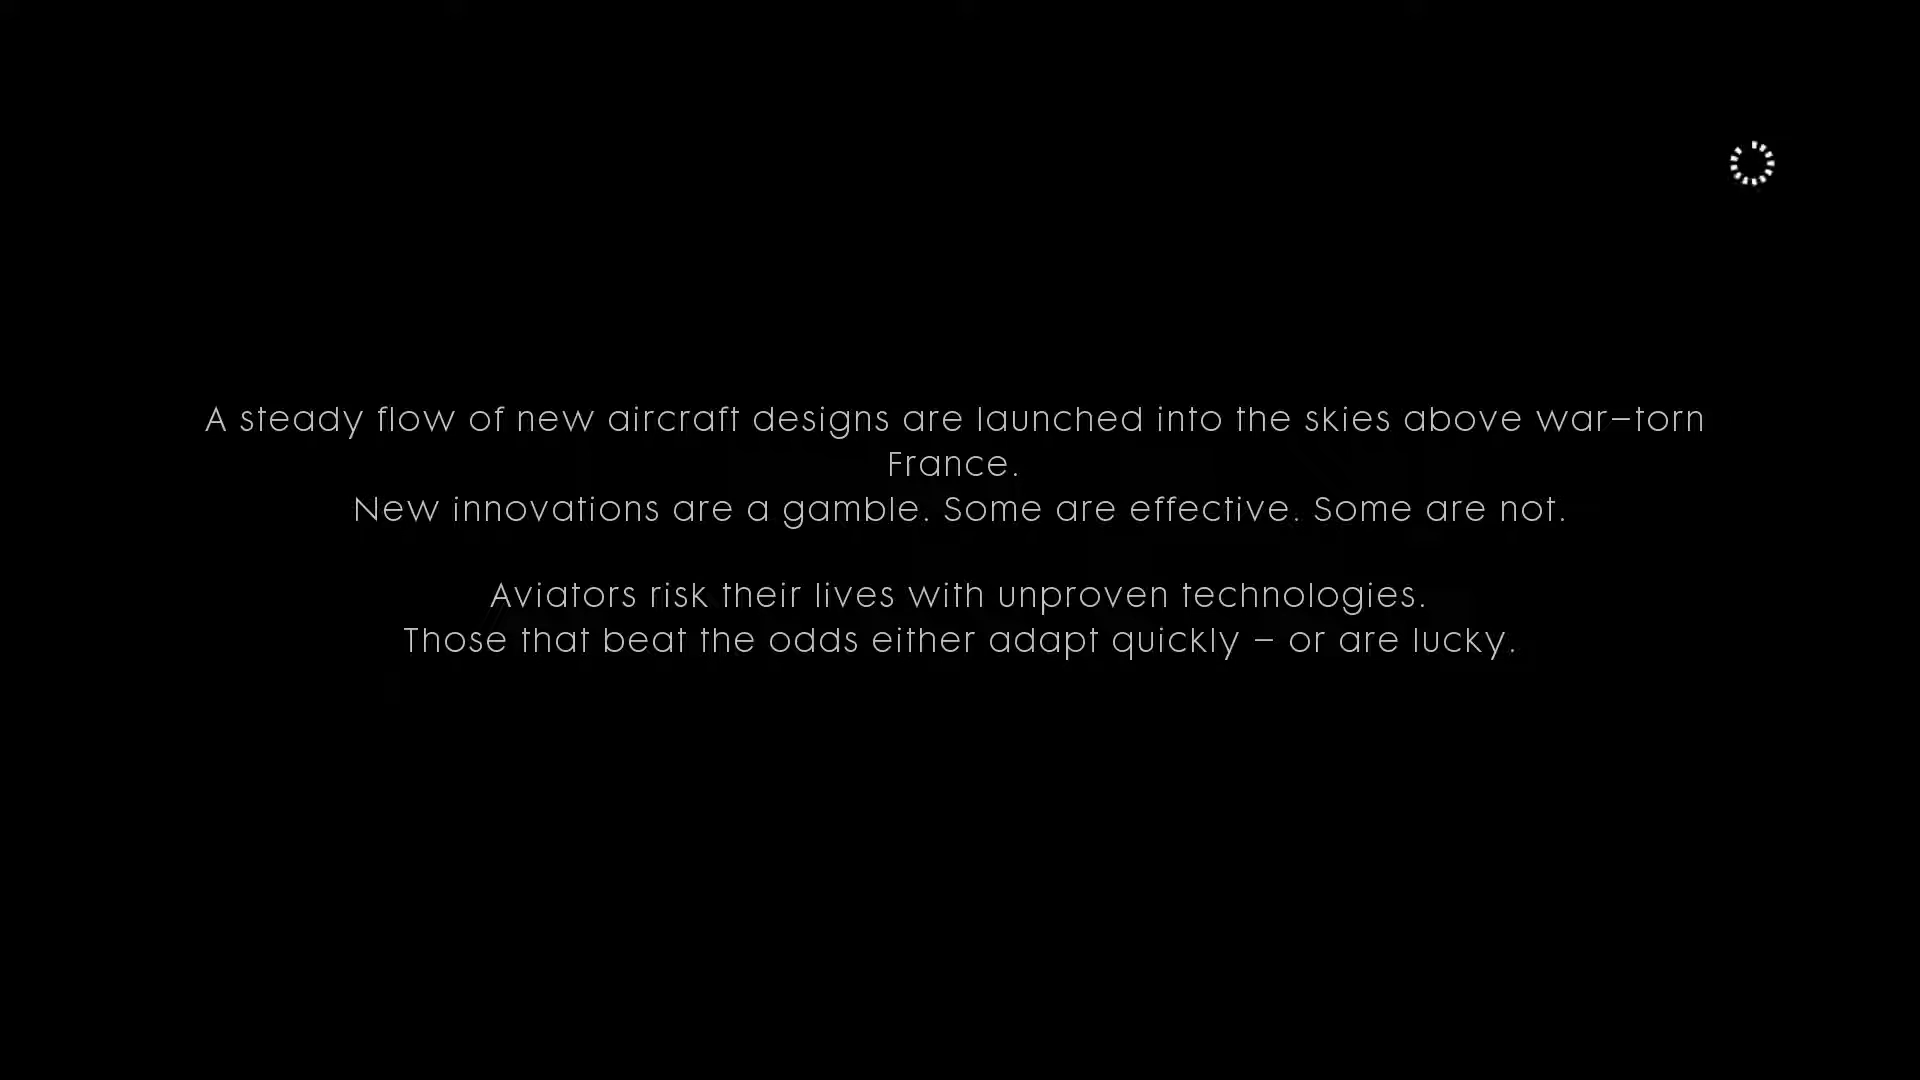 A steady flow of new aircraft designs are launched into the skies above war–torn
France.
New innovations are a gamble. Some are effective. Some are not.
Aviators risk their lives with unproven technologies.
Those that beat the odds either adapt quickly – or are lucky.